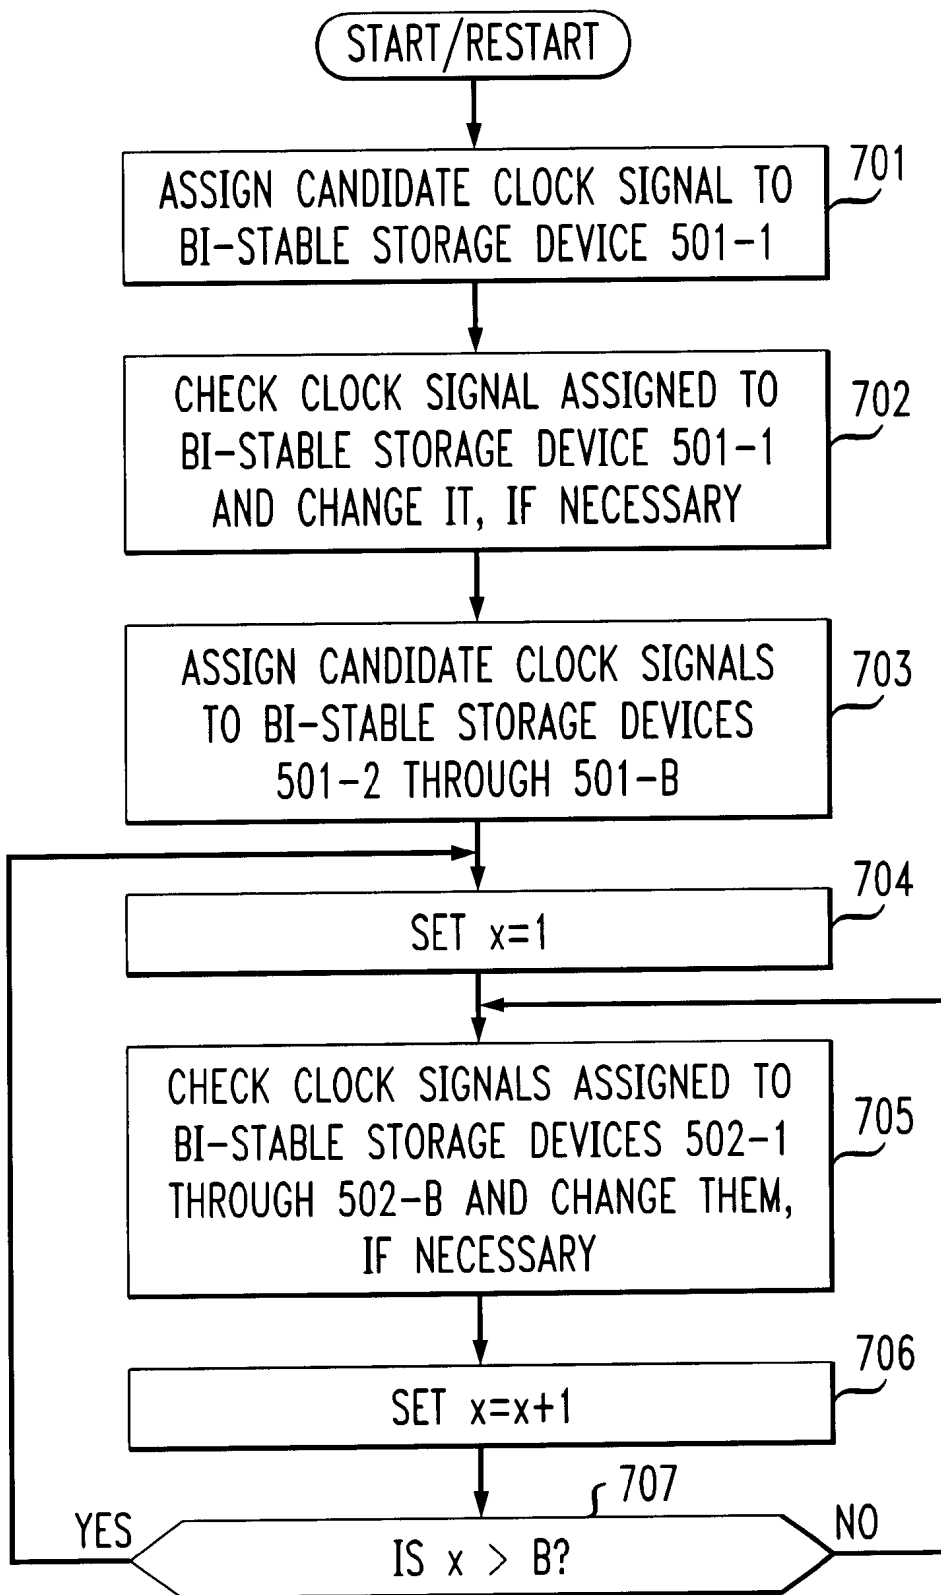 START/RESTART
ASSIGN CANDIDATE CLOCK SIGNAL TO
BI-STABLE STORAGE DEVICE 501-1
701
CHECK CLOCK SIGNAL ASSIGNED TO
BI-STABLE STORAGE DEVICE 501-1
AND CHANGE IT, IF NECESSARY
702
ASSIGN CANDIDATE CLOCK SIGNALS
TO BI-STABLE STORAGE DEVICES
501-2 THROUGH 501-B
703
SET x=1
704
CHECK CLOCK SIGNALS ASSIGNED TO
BI-STABLE STORAGE DEVICES 502-1
THROUGH 502-B AND CHANGE THEM,
IF NECESSARY
705
SET x=x+1
706
707
YES
IS x > B?
NO